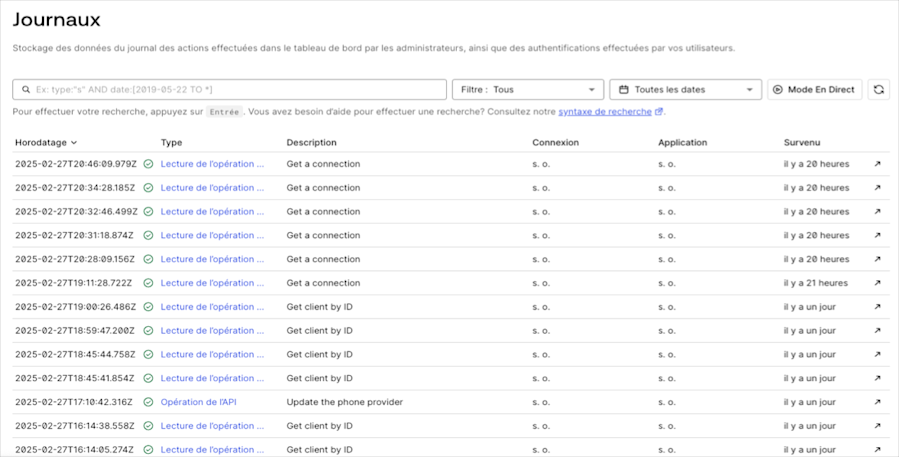 Journaux
Stockage des données du journal des actions effectuées dans le tableau de bord par les administrateurs, ainsi que des authentifications effectuées par vos utilisateurs.
Ex: type:"s" AND date:[2019-05-22 TO *] Filtre : Tous Toutes les dates Mode En Direct
Pour effectuer votre recherche, appuyez sur Entrée. Vous avez besoin d'aide pour effectuer une recherche? Consultez notre syntaxe de recherche.
Horodatage Type Description Connexion Application Survenu
2025-02-27T20:46:09.979Z Lecture de l'opération ... Get a connection s. o. s. o. il y a 20 heures
2025-02-27T20:34:28.185Z Lecture de l'opération ... Get a connection s. o. s. o. il y a 20 heures
2025-02-27T20:32:46.499Z Lecture de l'opération ... Get a connection s. o. s. o. il y a 20 heures
2025-02-27T20:31:18.874Z Lecture de l'opération ... Get a connection s. o. s. o. il y a 20 heures
2025-02-27T20:28:09.156Z Lecture de l'opération ... Get a connection s. o. s. o. il y a 20 heures
2025-02-27T19:11:28.722Z Lecture de l'opération ... Get a connection s. o. s. o. il y a 21 heures
2025-02-27T19:00:26.486Z Lecture de l'opération ... Get client by ID s. o. s. o. il y a un jour
2025-02-27T18:59:47.200Z Lecture de l'opération ... Get client by ID s. o. s. o. il y a un jour
2025-02-27T18:45:44.758Z Lecture de l'opération ... Get client by ID s. o. s. o. il y a un jour
2025-02-27T18:45:41.854Z Lecture de l'opération ... Get client by ID s. o. s. o. il y a un jour
2025-02-27T17:10:42.316Z Opération de l'API Update the phone provider s. o. s. o. il y a un jour
2025-02-27T16:14:38.558Z Lecture de l'opération ... Get client by ID s. o. s. o. il y a un jour
2025-02-27T16:14:05.274Z Lecture de l'opération ... Get client by ID s. o. s. o. il y a un jour